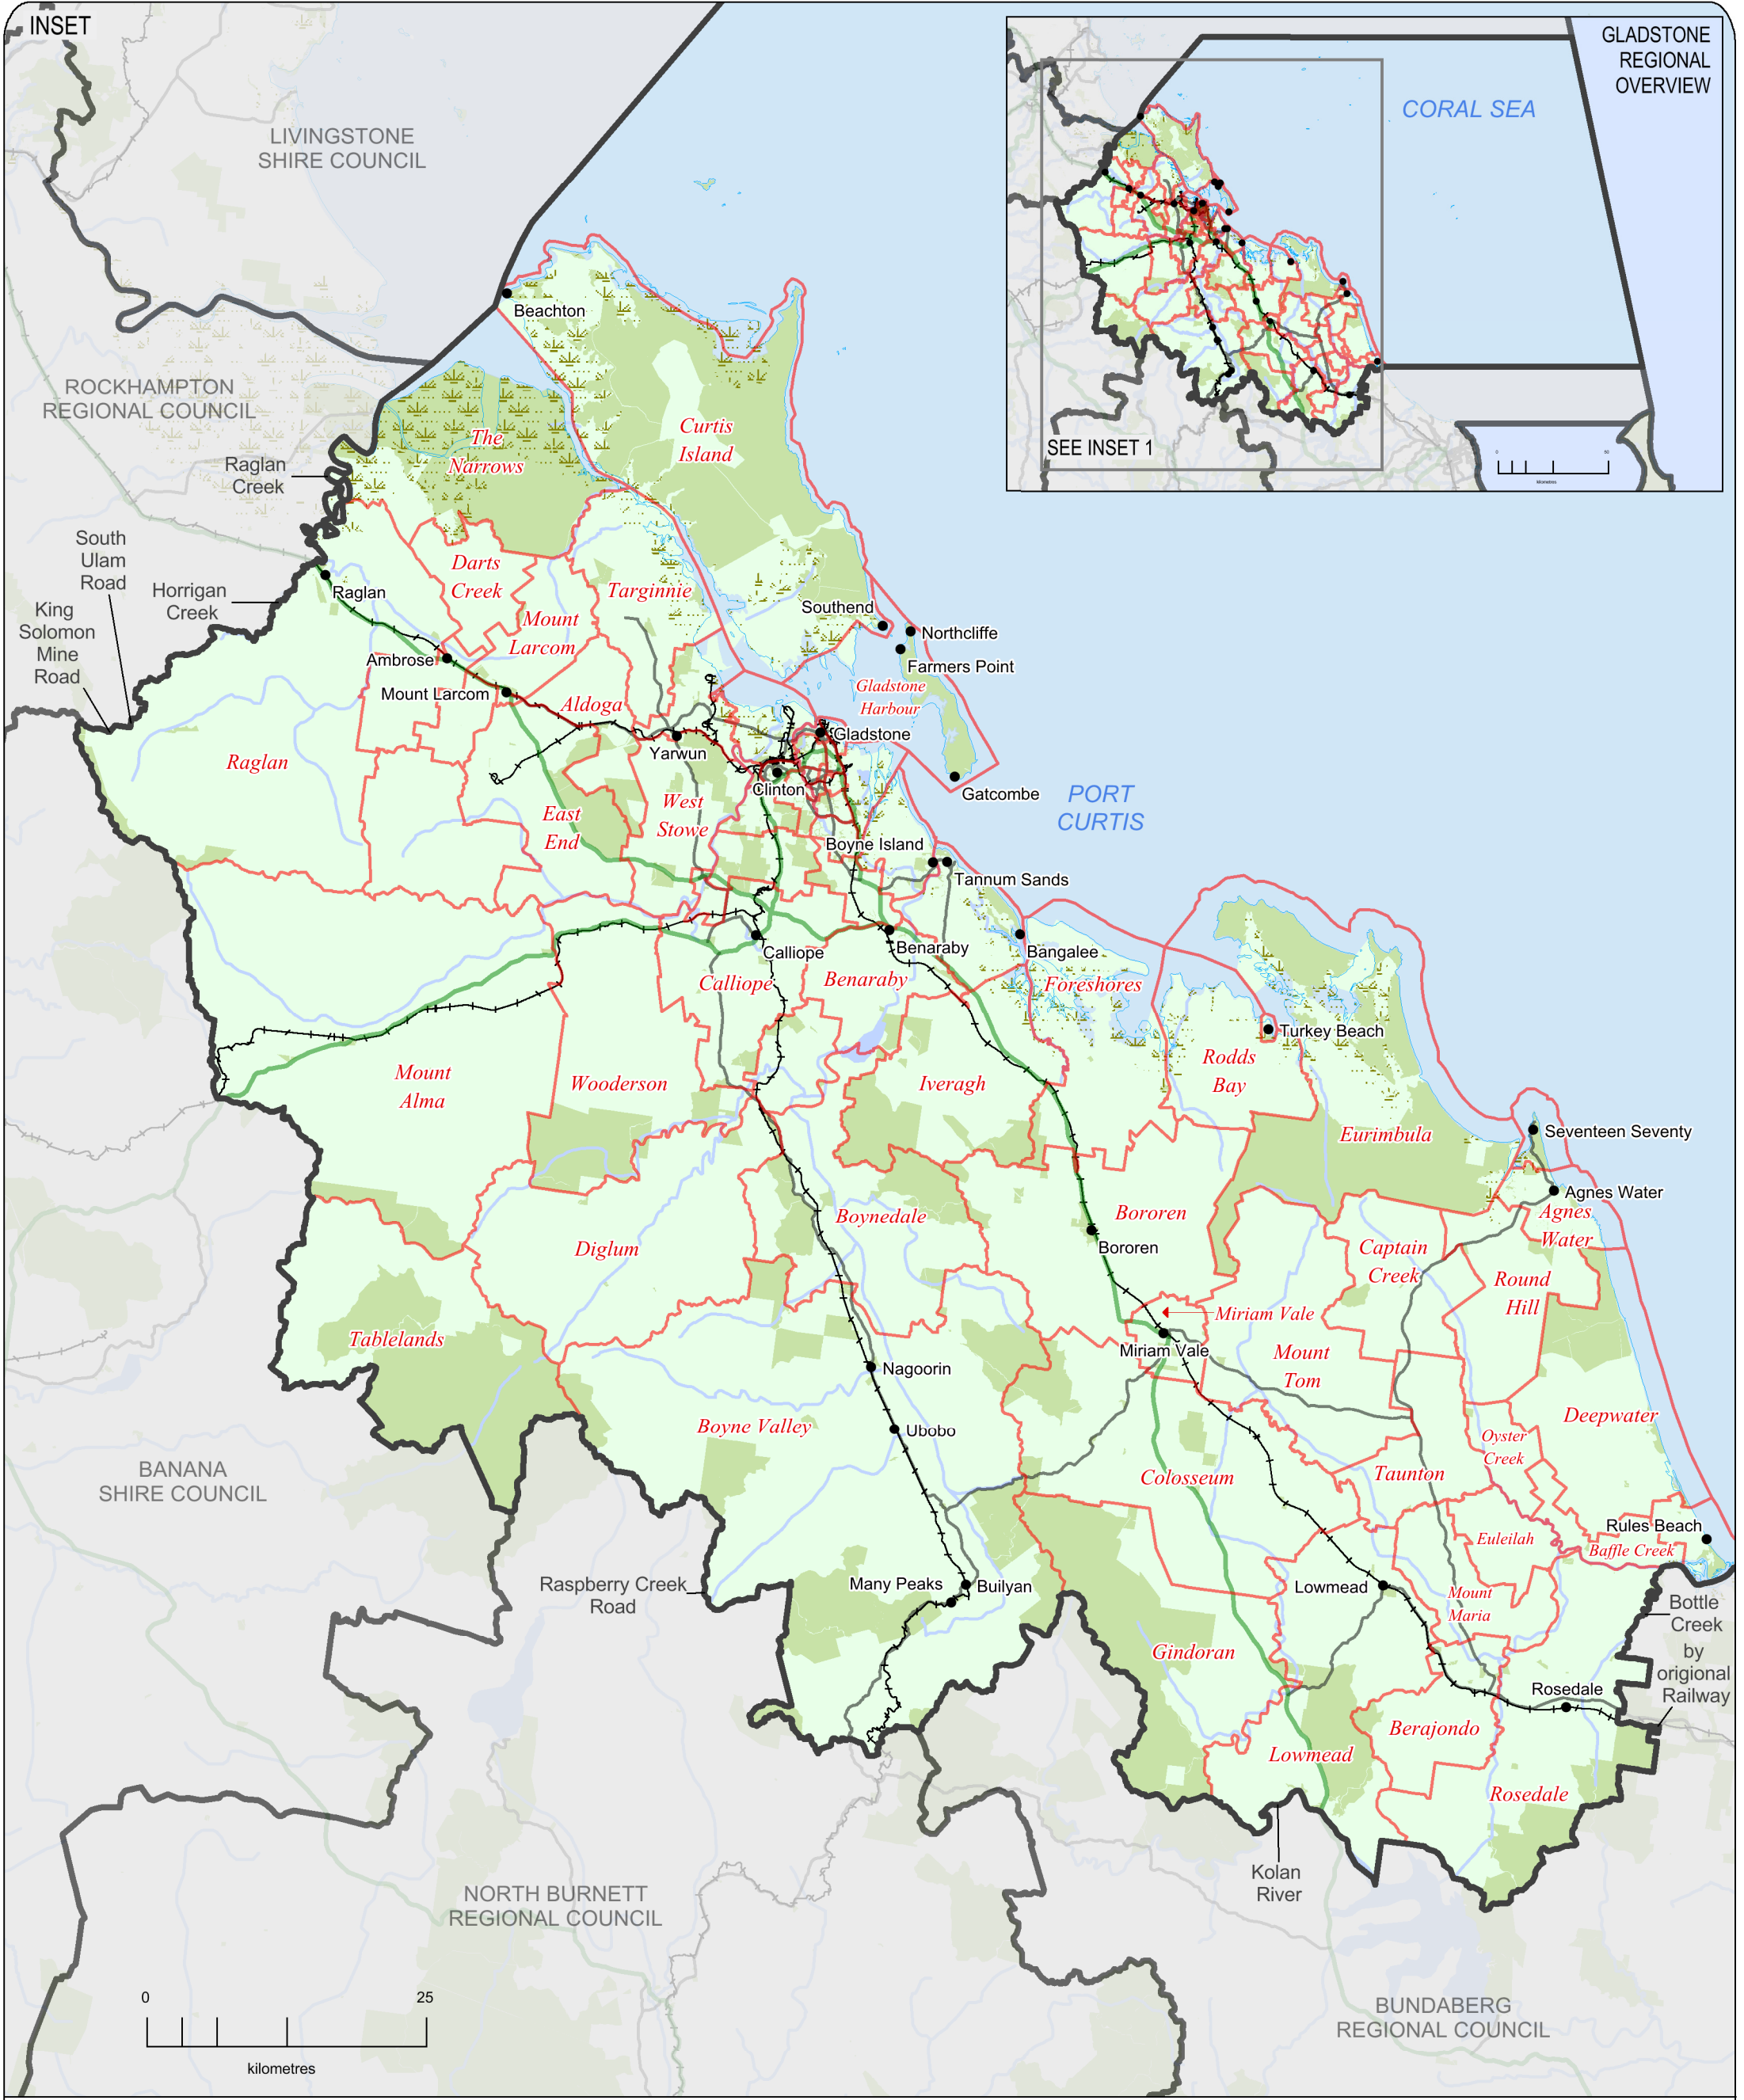 INSET
GLADSTONE
REGIONAL
OVERVIEW
CORAL SEA
SEE INSET 1
0
50
kilometres
LIVINGSTONE
SHIRE COUNCIL
ROCKHAMPTON
REGIONAL COUNCIL
Beachton
The
Narrows
Curtis
Island
Raglan
Creek
South
Ulam
Road
Horrigan
Creek
King
Solomon
Mine
Road
Raglan
Darts
Creek
Targinnie
Mount
Larcom
Southend
Northcliffe
Farmers Point
Ambrose
Mount Larcom
Aldoga
Gladstone
Harbour
Yarwun
Gladstone
Raglan
Clinton
Gatcombe
PORT
CURTIS
East
End
West
Stowe
Boyne Island
Tannum Sands
Calliope
Benaraby
Bangalee
Calliope
Benaraby
Foreshores
Turkey Beach
Mount
Alma
Wooderson
Iveragh
Rodds
Bay
Eurimbula
Seventeen Seventy
Agnes Water
Agnes
Water
Boynedale
Bororen
Bororen
Diglum
Captain
Creek
Round
Hill
Miriam Vale
Miriam Vale
Tablelands
Mount
Tom
Nagoorin
Boyne Valley
Ubobo
Deepwater
Oyster
Creek
Colosseum
Taunton
BANANA
SHIRE COUNCIL
Rules Beach
Euleilah
Baffle Creek
Raspberry Creek
Road
Many Peaks
Builyan
Lowmead
Mount
Maria
Bottle
Creek
by
origional
Railway
Gindoran
Rosedale
Berajondo
Lowmead
Rosedale
Kolan
River
NORTH BURNETT
REGIONAL COUNCIL
BUNDABERG
REGIONAL COUNCIL
0
25
kilometres